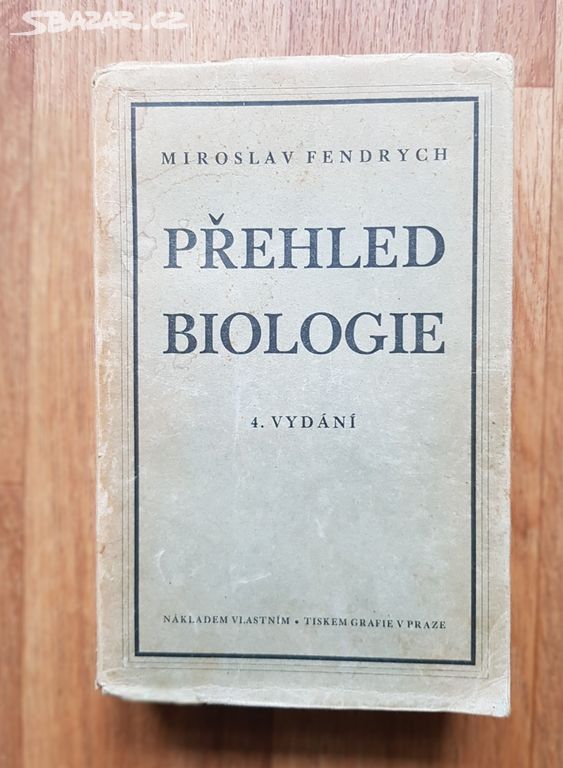 SBAZAR.CZ
MIROSLAV FENDRYCH
PŘEHLED
BIOLOGIE
4. VYDÁNÍ
NÁKLADEM VLASTNÍM • TISKEM GRAFIE V PRAZE